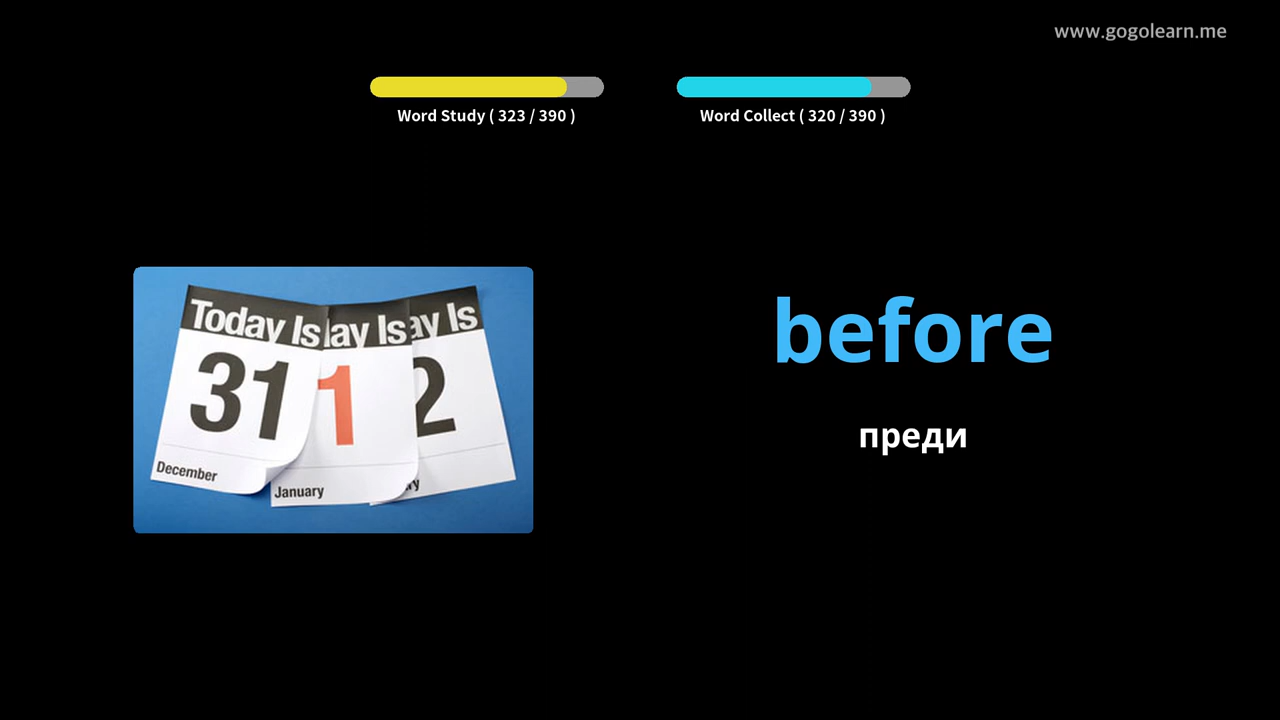 www.gogolearn.me
Word Study ( 323 / 390 )
Word Collect ( 320 / 390 )
Today Is
ay Is
ay Is
31
1
2
December
January
ry
before
преди